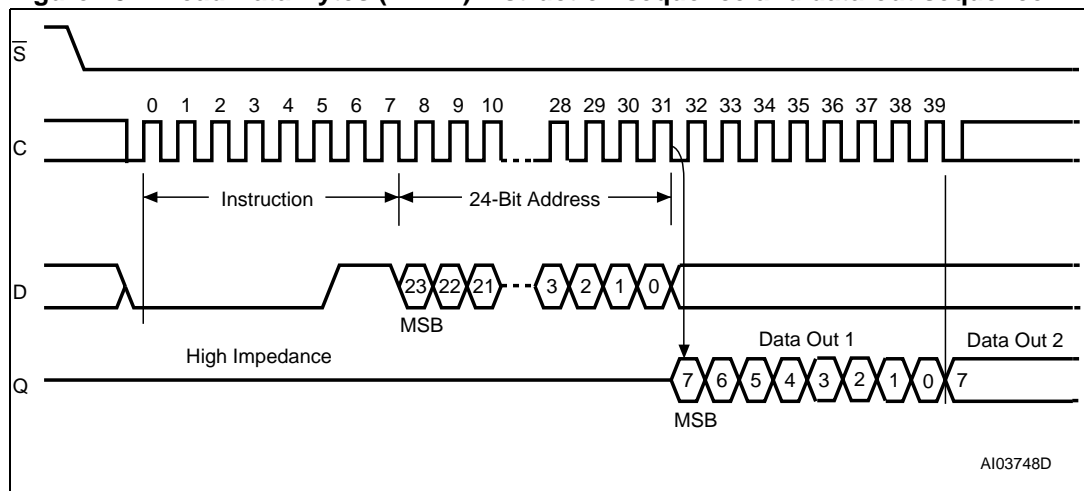 S
0 1 2 3 4 5 6 7 8 9 10 28 29 30 31 32 33 34 35 36 37 38 39
C
Instruction 24-Bit Address
D
23 22 21 3 2 1 0
MSB
High Impedance
Data Out 1 Data Out 2
Q
7 6 5 4 3 2 1 0 7
MSB
AI03748D